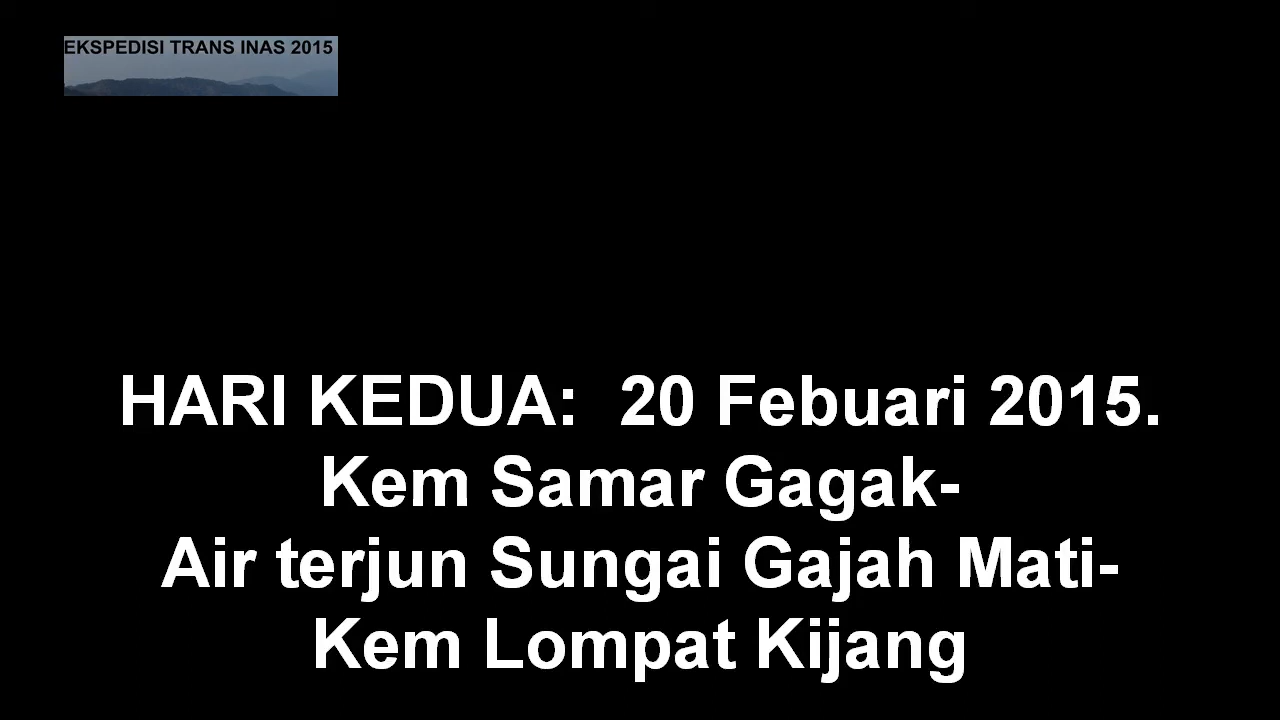 EKSPEDISI TRANS INAS 2015
HARI KEDUA:  20 Febuari 2015.
Kem Samar Gagak-
Air terjun Sungai Gajah Mati-
Kem Lompat Kijang